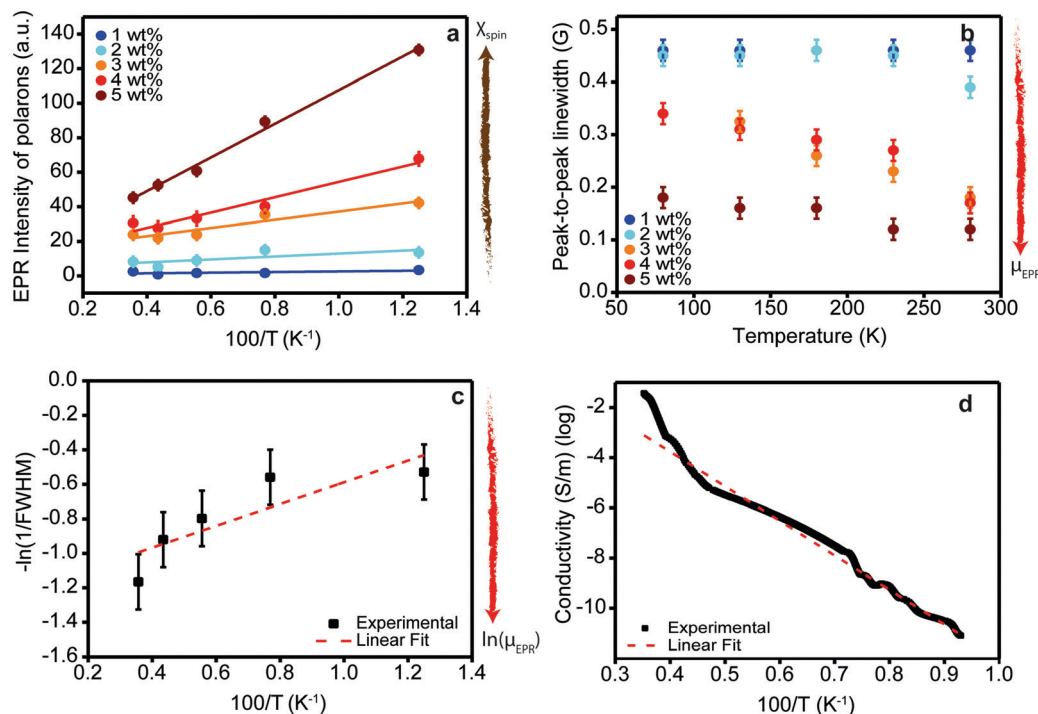 a
EPR Intensity of polarons (a.u.)
140
120
100
80
60
40
20
0
1 wt%
2 wt%
3 wt%
4 wt%
5 wt%
0.2 0.4 0.6 0.8 1.0 1.2 1.4
100/T (K⁻¹)
χspin
b
Peak-to-peak linewidth (G)
0.5
0.4
0.3
0.2
0.1
0.0
1 wt%
2 wt%
3 wt%
4 wt%
5 wt%
50 100 150 200 250 300
Temperature (K)
μEPR
c
-ln(1/FWHM)
0.0
-0.2
-0.4
-0.6
-0.8
-1.0
-1.2
-1.4
-1.6
Experimental
Linear Fit
0.2 0.4 0.6 0.8 1.0 1.2 1.4
100/T (K⁻¹)
ln(μEPR)
d
Conductivity (S/m) (log)
-2
-4
-6
-8
-10
Experimental
Linear Fit
0.3 0.4 0.5 0.6 0.7 0.8 0.9 1
100/T (K⁻¹)